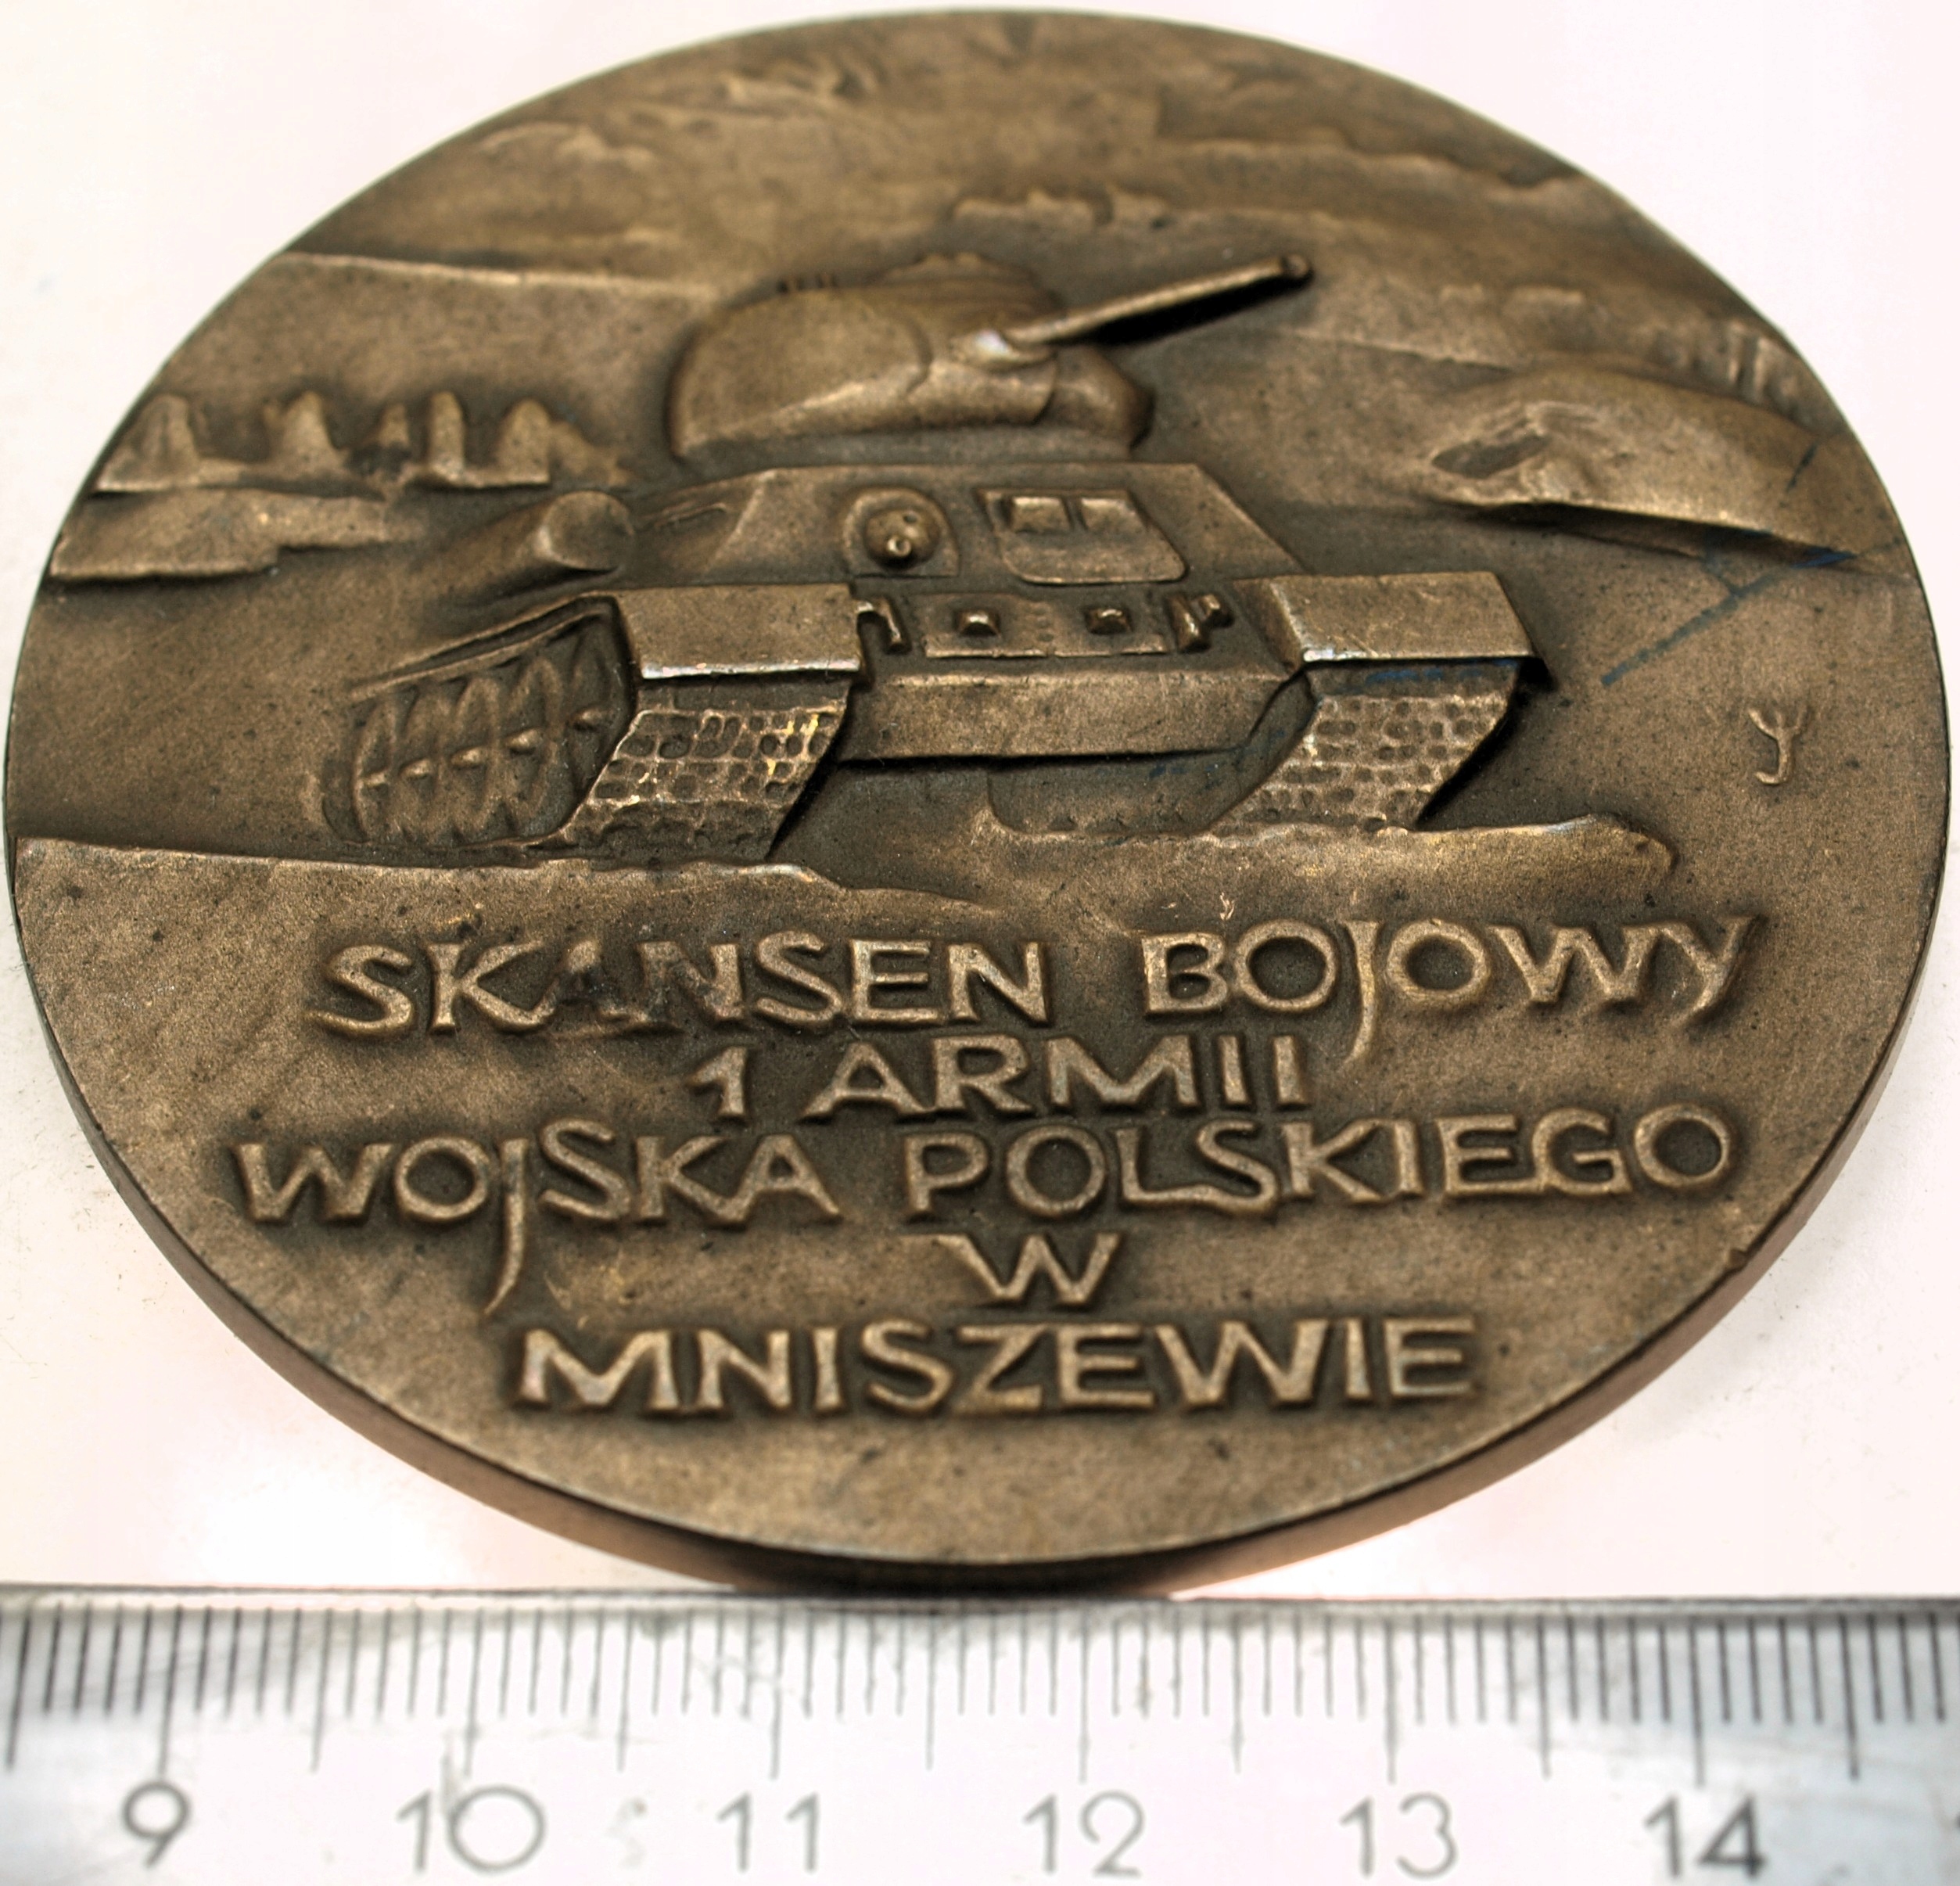 SKANSEN BOJOWY
1 ARMII
WOJSKA POLSKIEGO
W
MNISZEWIE
9 10 11 12 13 14